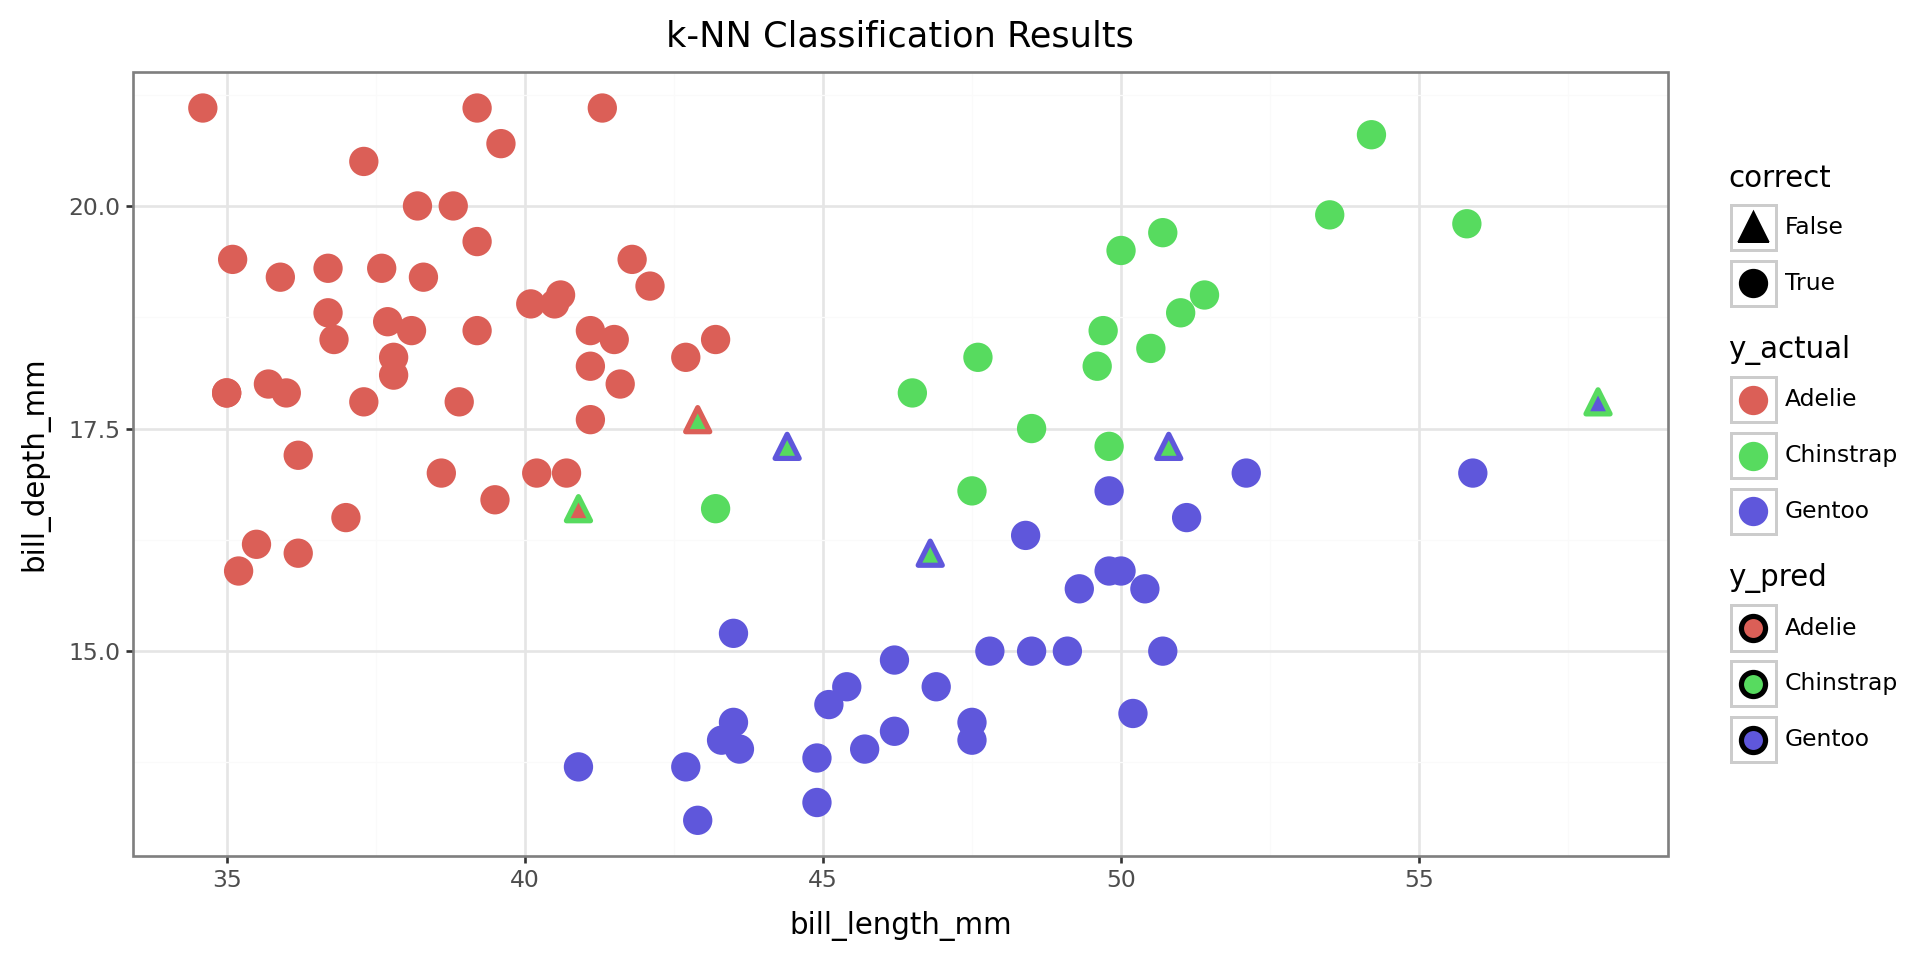 k-NN Classification Results
bill_depth_mm
20.0
17.5
15.0
35
40
45
50
55
bill_length_mm
correct
False
True
y_actual
Adelie
Chinstrap
Gentoo
y_pred
Adelie
Chinstrap
Gentoo